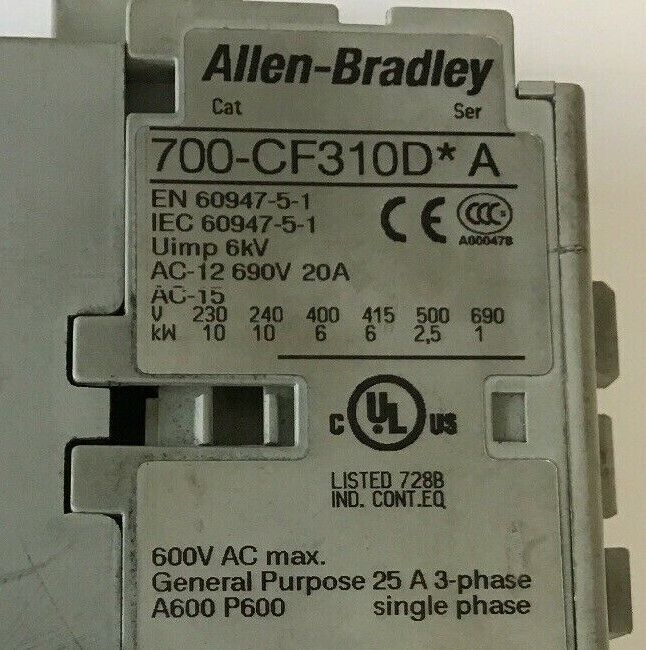 Allen-Bradley
Cat Ser
700-CF310D* A
EN 60947-5-1
IEC 60947-5-1
Uimp 6kV
CE CCC
A000478
AC-12 690V 20A
AC-15
V 230 240 400 415 500 690
kW 10 10 6 6 2,5 1
C UL US
LISTED 728B
IND. CONT.EQ
600V AC max.
General Purpose 25 A 3-phase
A600 P600 single phase